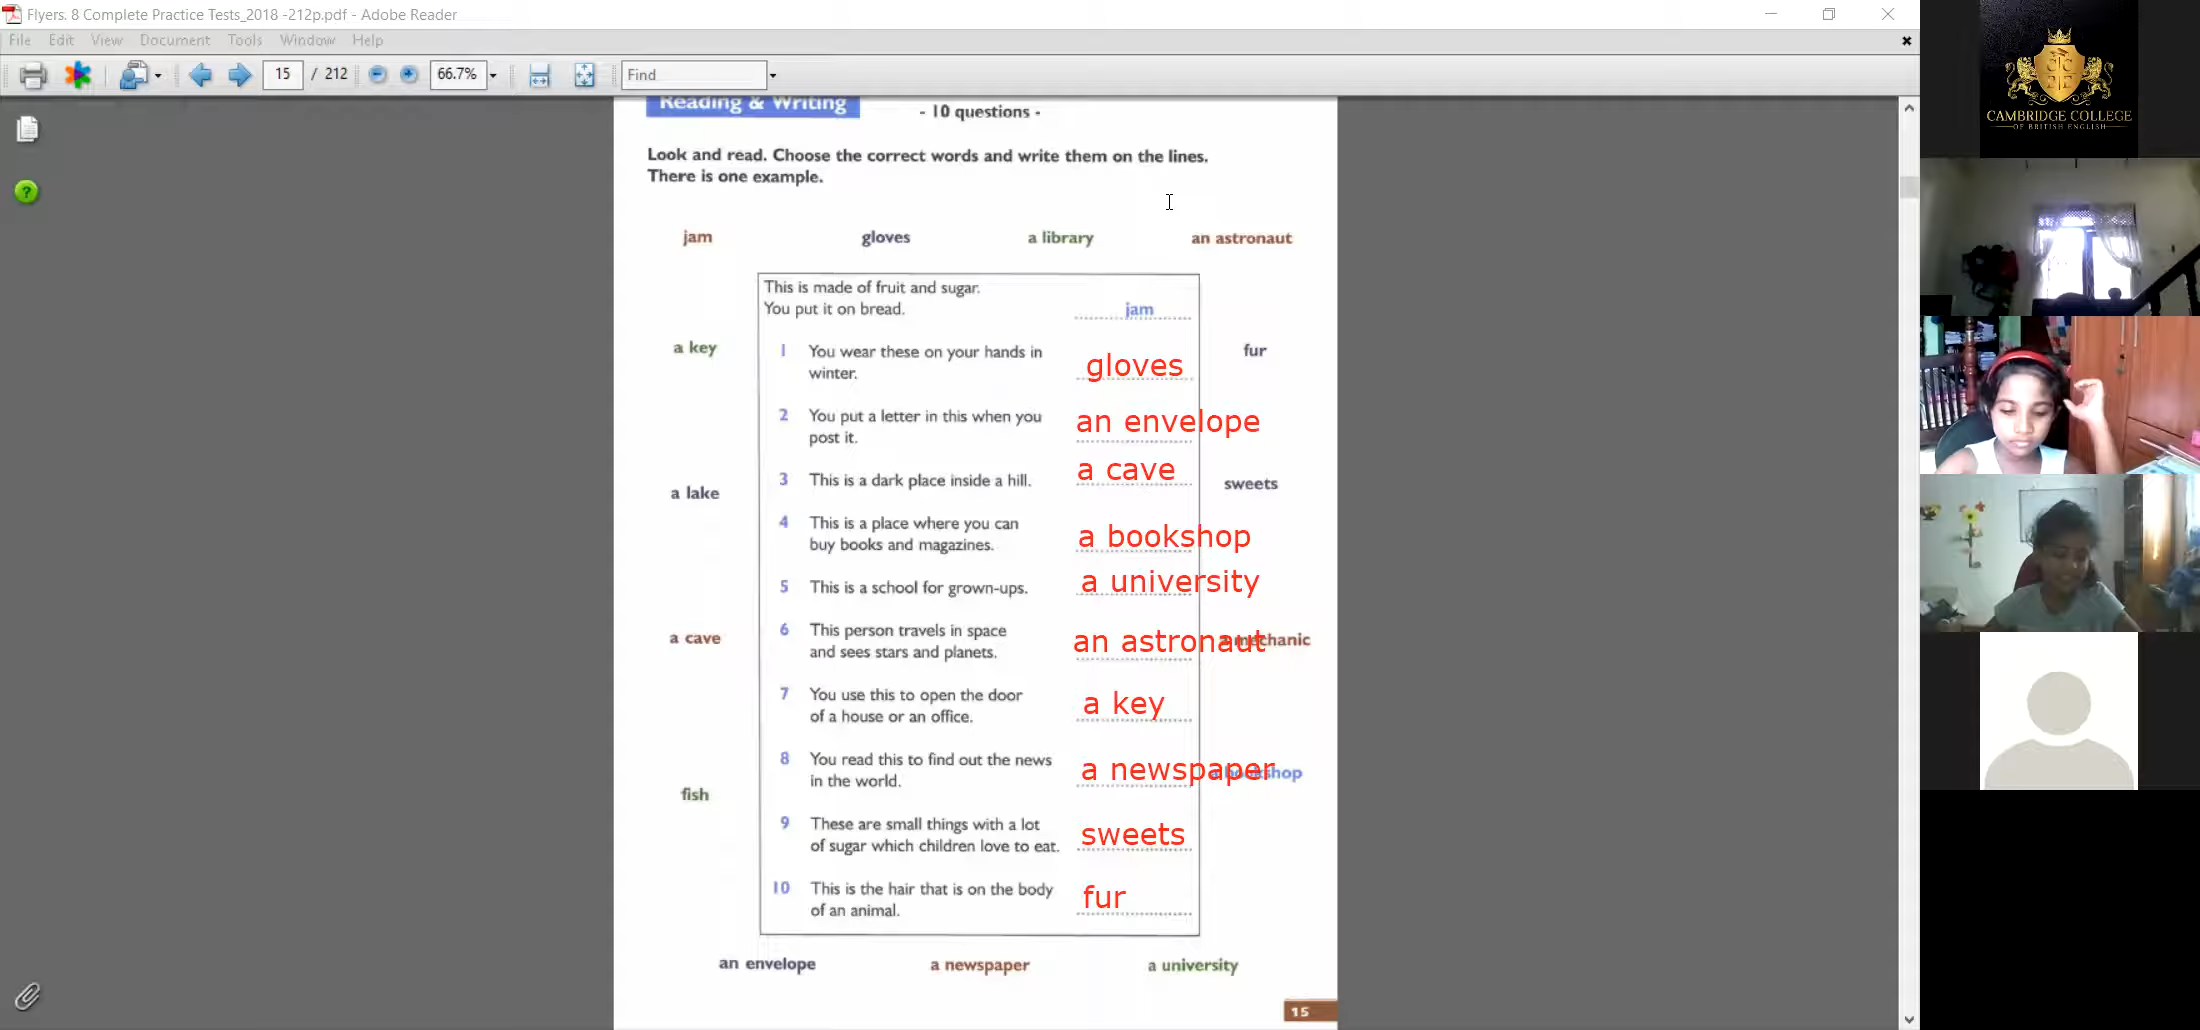 Flyers. 8 Complete Practice Tests_2018 -212p.pdf - Adobe Reader
File Edit View Document Tools Window Help
15 / 212 66.7% Find
Reading & Writing
- 10 questions -
Look and read. Choose the correct words and write them on the lines.
There is one example.
jam gloves a library an astronaut
This is made of fruit and sugar.
You put it on bread. jam
a key
1 You wear these on your hands in
winter.
gloves
fur
2 You put a letter in this when you
post it.
an envelope
a lake
3 This is a dark place inside a hill.
a cave
sweets
4 This is a place where you can
buy books and magazines.
a bookshop
5 This is a school for grown-ups.
a university
a cave
6 This person travels in space
and sees stars and planets.
an astronaut
a mechanic
7 You use this to open the door
of a house or an office.
a key
8 You read this to find out the news
in the world.
a newspaper
a bookshop
fish
9 These are small things with a lot
of sugar which children love to eat.
sweets
10 This is the hair that is on the body
of an animal.
fur
an envelope a newspaper a university
15
CAMBRIDGE COLLEGE
OF BRITISH ENGLISH